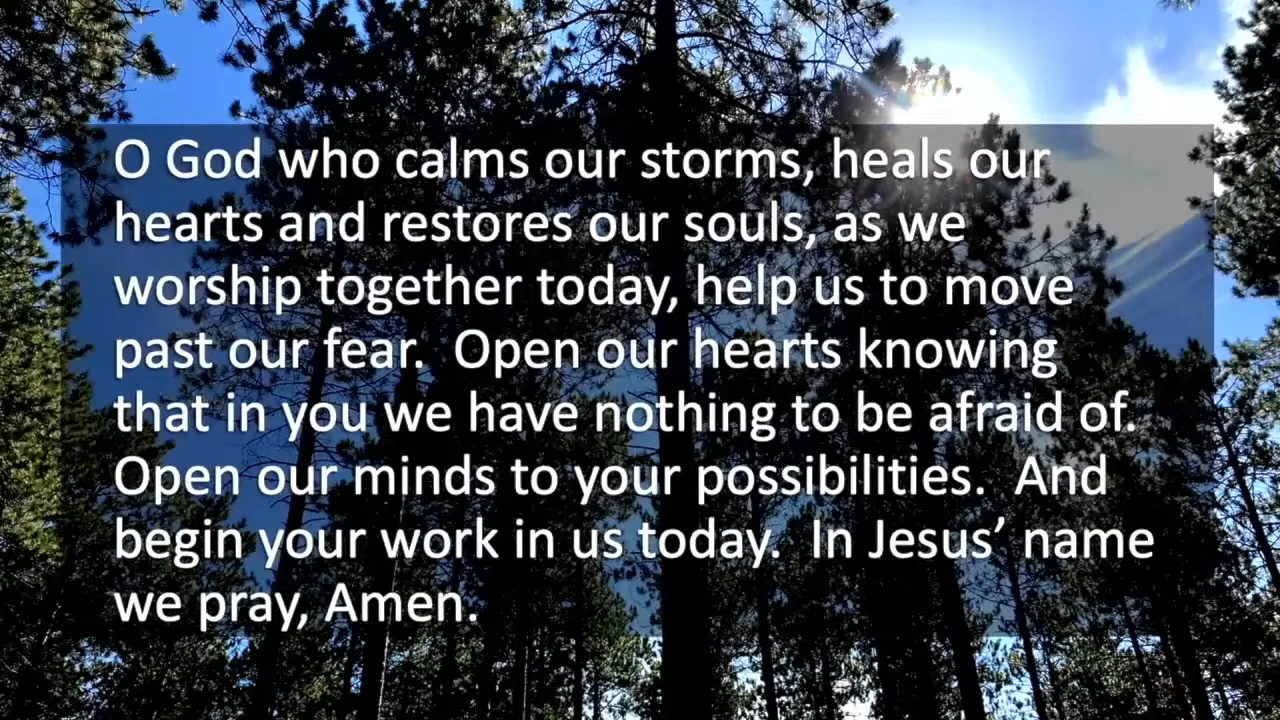 O God who calms our storms, heals our
hearts and restores our souls, as we
worship together today, help us to move
past our fear.  Open our hearts knowing
that in you we have nothing to be afraid of.
Open our minds to your possibilities.  And
begin your work in us today.  In Jesus’ name
we pray, Amen.